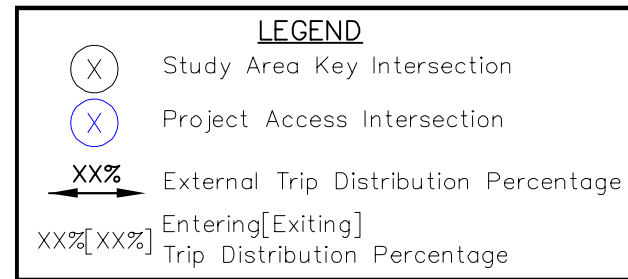 LEGEND
X Study Area Key Intersection
X Project Access Intersection
XX% External Trip Distribution Percentage
XX%[XX%] Entering[Exiting]
Trip Distribution Percentage